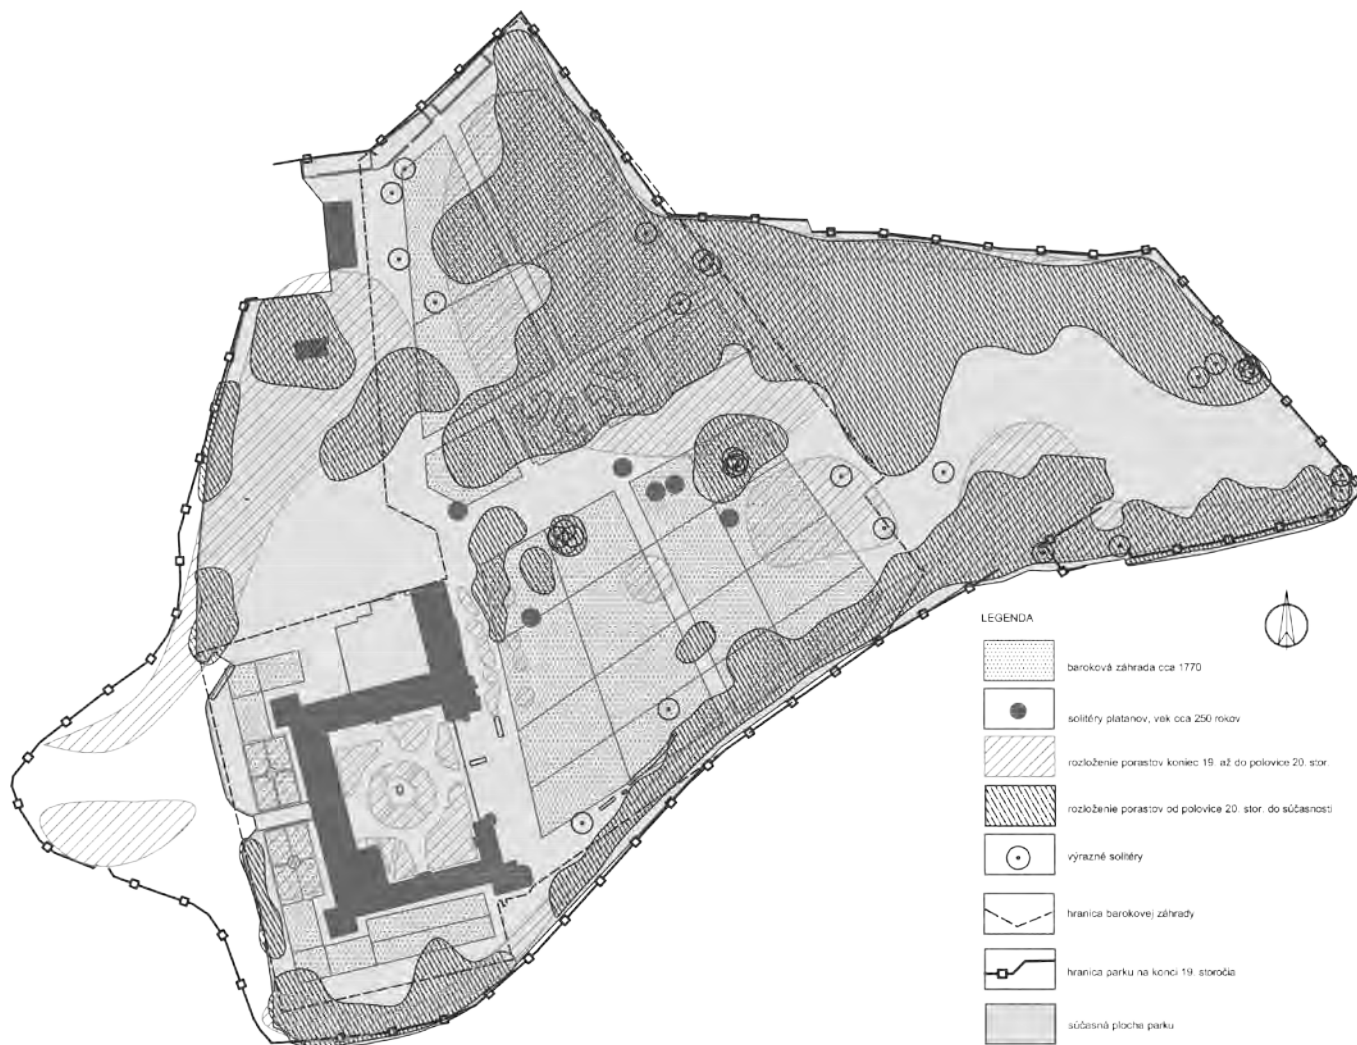 LEGENDA
baroková záhrada cca 1770
solitéry platanov, vek cca 250 rokov
rozloženie porastov koniec 19. až do polovice 20. stor.
rozloženie porastov od polovice 20. stor. do súčasnosti
výrazné solitéry
hranica barokovej záhrady
hranica parku na konci 19. storočia
súčasná plocha parku